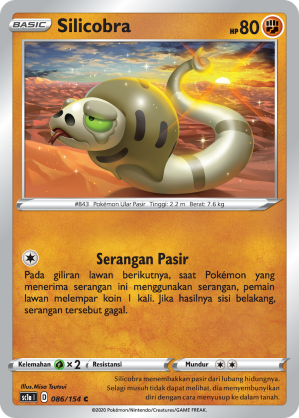 BASIC Silicobra HP 80
#843 Pokémon Ular Pasir Tinggi: 2.2 m Berat: 7.6 kg
Serangan Pasir
Pada giliran lawan berikutnya, saat Pokémon yang
menerima serangan ini menggunakan serangan, pemain
lawan melempar koin 1 kali. Jika hasilnya sisi belakang,
serangan tersebut gagal.
Kelemahan ×2 Resistansi Mundur
Illus. Misa Tsutsui
sc1a I D 086/154 C
Silicobra menembakkan pasir dari lubang hidungnya.
Selagi musuh tidak dapat melihat, dia menyembunyikan
diri dengan cara menyusup ke dalam tanah.
©2020 Pokémon/Nintendo/Creatures/GAME FREAK.